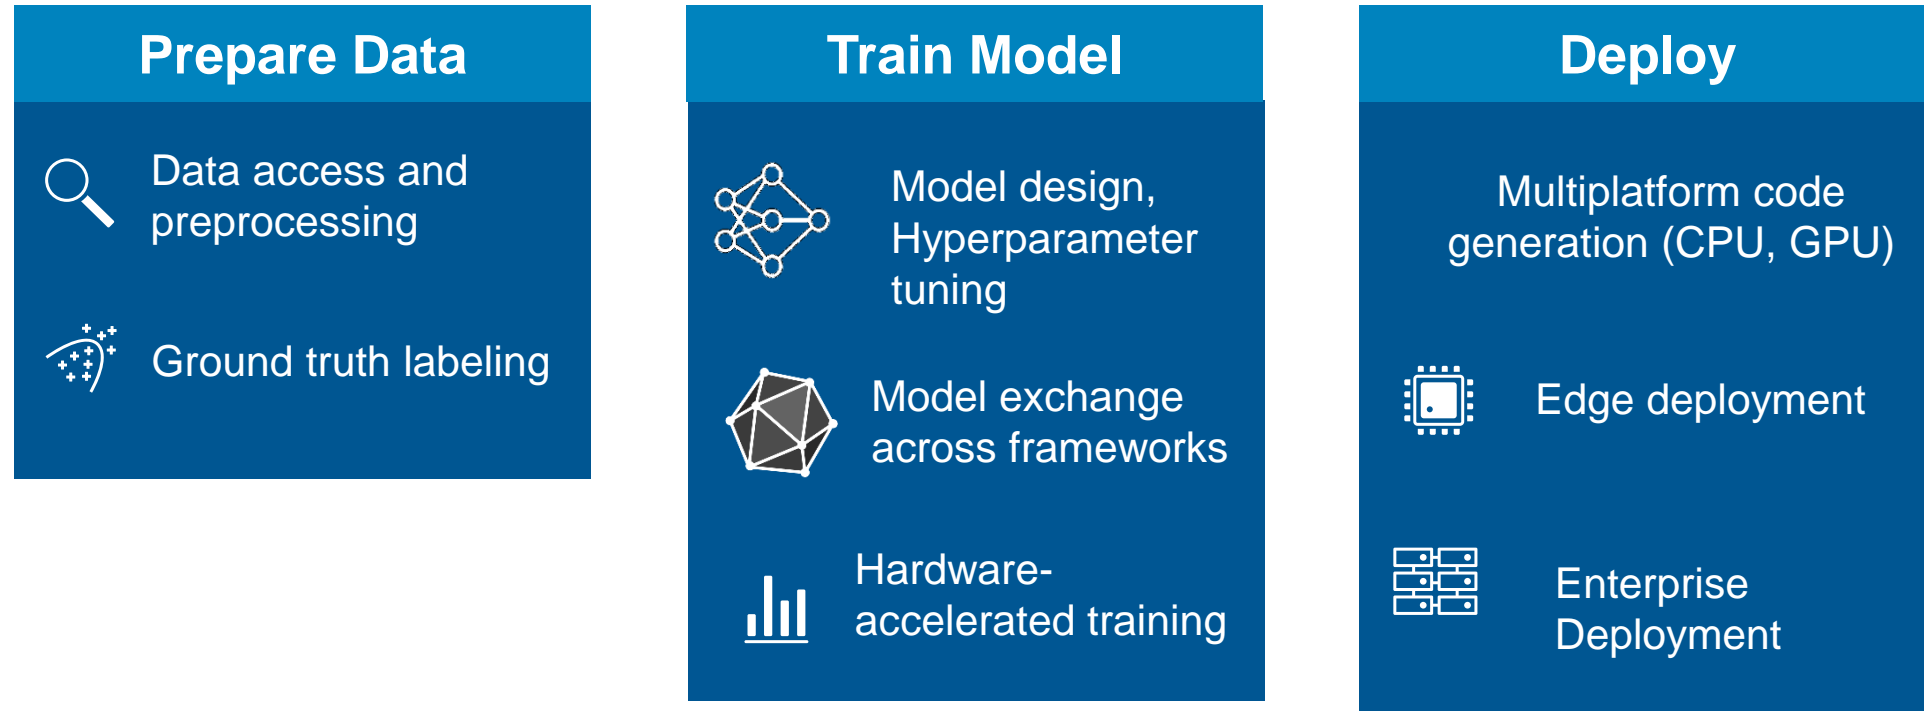 Prepare Data
Data access and
preprocessing
Ground truth labeling
Train Model
Model design,
Hyperparameter
tuning
Model exchange
across frameworks
Hardware-
accelerated training
Deploy
Multiplatform code
generation (CPU, GPU)
Edge deployment
Enterprise
Deployment